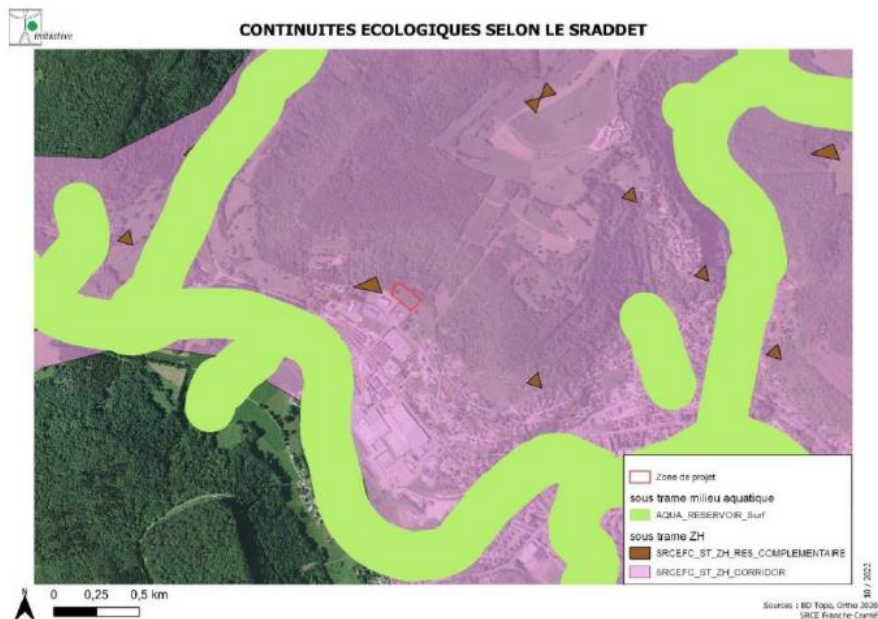 initiative
CONTINUITES ECOLOGIQUES SELON LE SRADDET
Zone de projet
sous trame milieu aquatique
AQUA_RESERVOIR_Surf
sous trame ZH
SRCEFC_ST_ZH_RES_COMPLEMENTAIRE
SRCEFC_ST_ZH_CORRIDOR
N
0 0,25 0,5 km
10 / 2022
Sources : BD Topo, Ortho 2020
SRCE Franche Comté